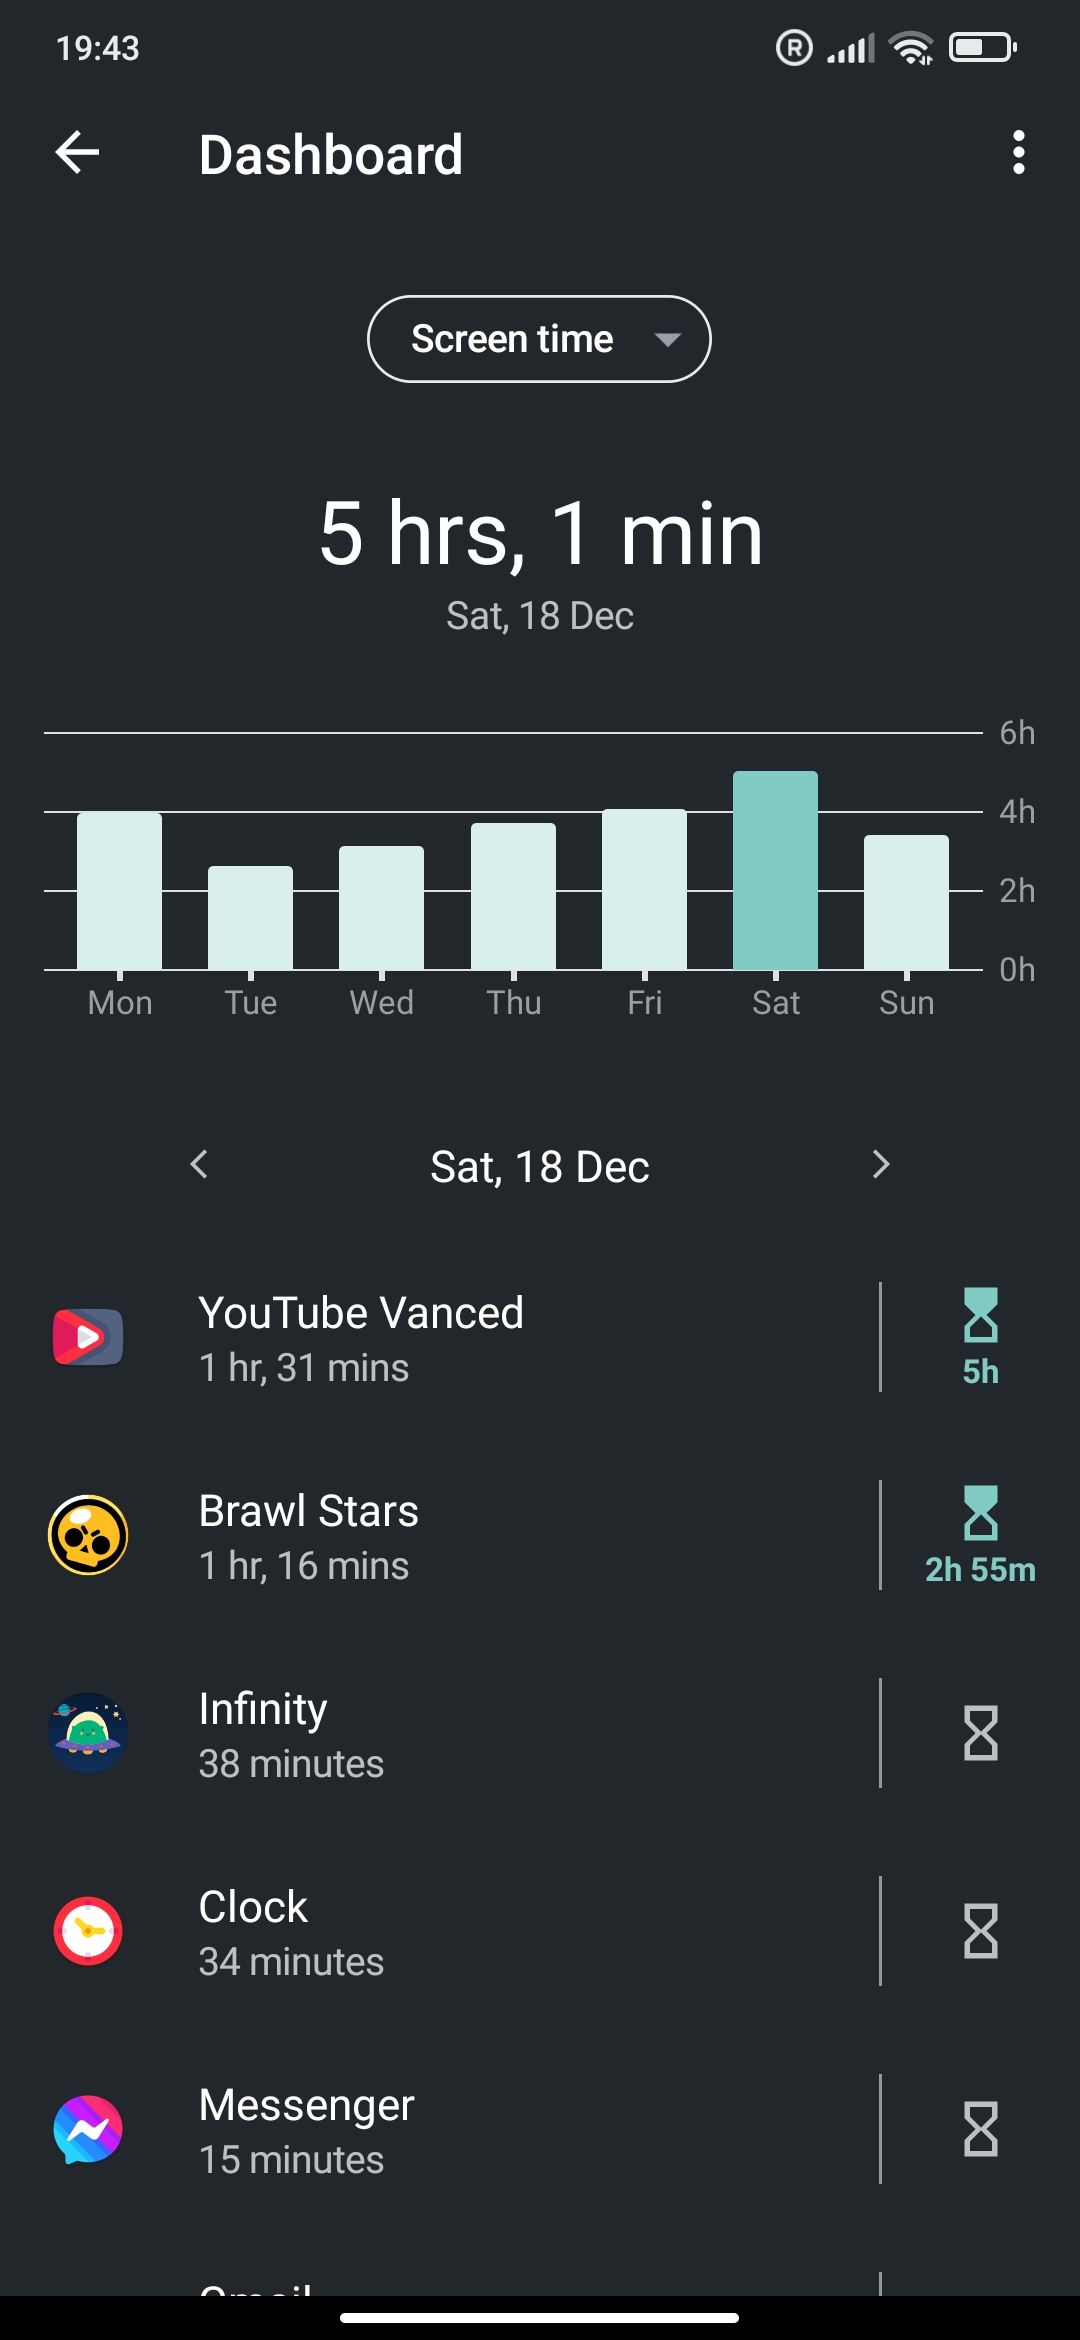 19:43
R
Dashboard
Screen time
5 hrs, 1 min
Sat, 18 Dec
6h
4h
2h
0h
Mon Tue Wed Thu Fri Sat Sun
Sat, 18 Dec
YouTube Vanced
1 hr, 31 mins
5h
Brawl Stars
1 hr, 16 mins
2h 55m
Infinity
38 minutes
Clock
34 minutes
Messenger
15 minutes
Gmail